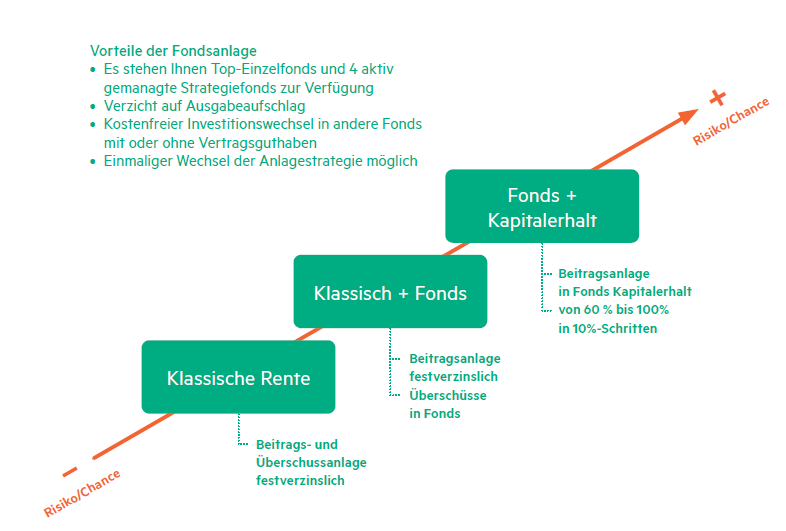 Vorteile der Fondsanlage
• Es stehen Ihnen Top-Einzelfonds und 4 aktiv
gemanagte Strategiefonds zur Verfügung
• Verzicht auf Ausgabeaufschlag
• Kostenfreier Investitionswechsel in andere Fonds
mit oder ohne Vertragsguthaben
• Einmaliger Wechsel der Anlagestrategie möglich
+
Risiko/Chance
Fonds +
Kapitalerhalt
Beitragsanlage
in Fonds Kapitalerhalt
von 60 % bis 100%
in 10%-Schritten
Klassisch + Fonds
Beitragsanlage
festverzinslich
Überschüsse
in Fonds
Klassische Rente
Beitrags- und
Überschussanlage
festverzinslich
–
Risiko/Chance